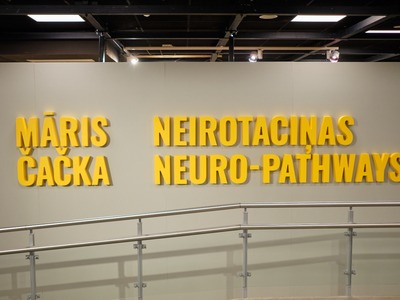 MĀRIS
ČAČKA
NEIROTACIŅAS
NEURO-PATHWAYS